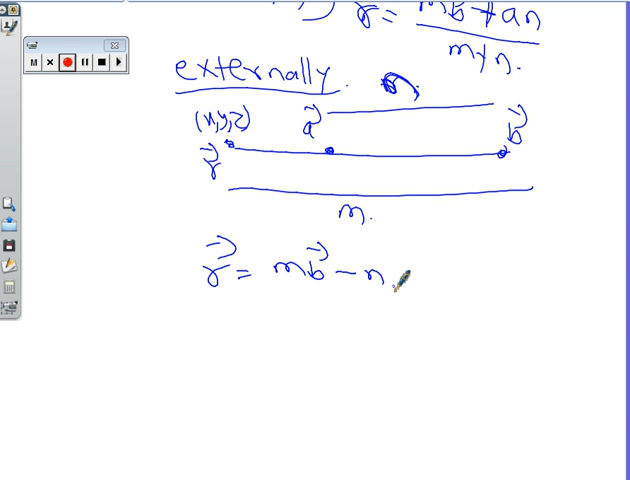 r⃗ = mb⃗ + an
m+n.
externally.
n
(x,y,z) a⃗ b⃗
r⃗
m.
r⃗ = mb⃗ − n